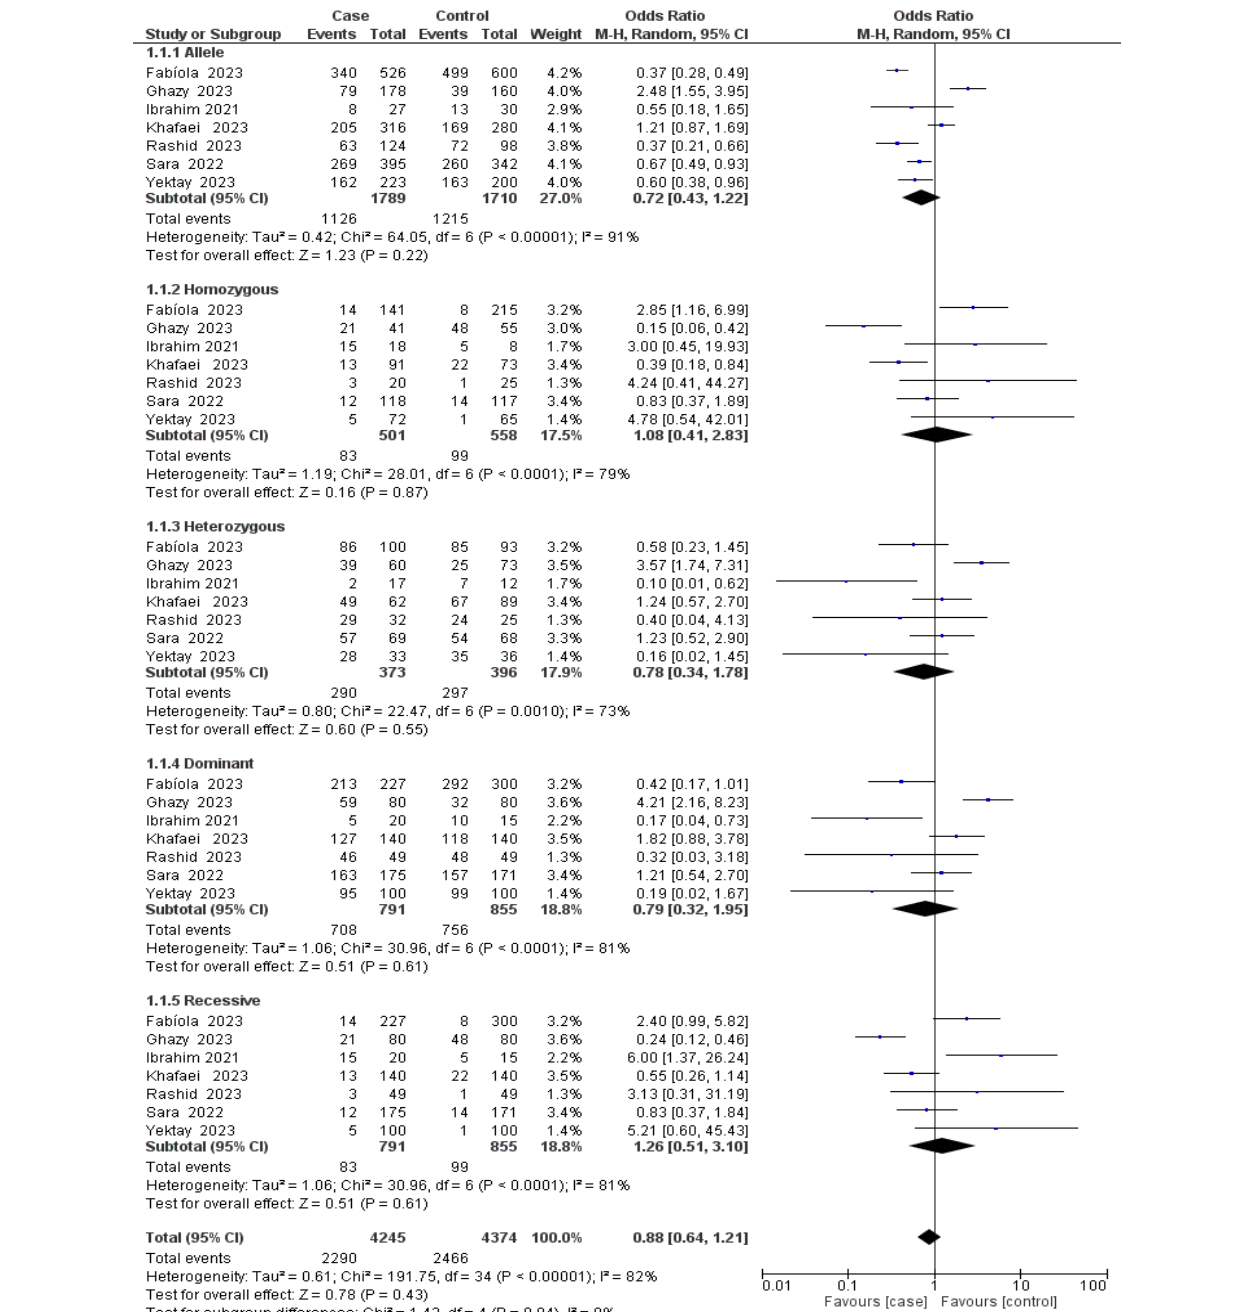 Case Control Odds Ratio Odds Ratio
Study or Subgroup Events Total Events Total Weight M-H, Random, 95% CI M-H, Random, 95% CI
1.1.1 Allele
Fabíola 2023 340 526 499 600 4.2% 0.37 [0.28, 0.49]
Ghazy 2023 79 178 39 160 4.0% 2.48 [1.55, 3.95]
Ibrahim 2021 8 27 13 30 2.9% 0.55 [0.18, 1.65]
Khafaei 2023 205 316 169 280 4.1% 1.21 [0.87, 1.69]
Rashid 2023 63 124 72 98 3.8% 0.37 [0.21, 0.66]
Sara 2022 269 395 260 342 4.1% 0.67 [0.49, 0.93]
Yektay 2023 162 223 163 200 4.0% 0.60 [0.38, 0.96]
Subtotal (95% CI) 1789 1710 27.0% 0.72 [0.43, 1.22]
Total events 1126 1215
Heterogeneity: Tau² = 0.42; Chi² = 64.05, df = 6 (P < 0.00001); I² = 91%
Test for overall effect: Z = 1.23 (P = 0.22)
1.1.2 Homozygous
Fabíola 2023 14 141 8 215 3.2% 2.85 [1.16, 6.99]
Ghazy 2023 21 41 48 55 3.0% 0.15 [0.06, 0.42]
Ibrahim 2021 15 18 5 8 1.7% 3.00 [0.45, 19.93]
Khafaei 2023 13 91 22 73 3.4% 0.39 [0.18, 0.84]
Rashid 2023 3 20 1 25 1.3% 4.24 [0.41, 44.27]
Sara 2022 12 118 14 117 3.4% 0.83 [0.37, 1.89]
Yektay 2023 5 72 1 65 1.4% 4.78 [0.54, 42.01]
Subtotal (95% CI) 501 558 17.5% 1.08 [0.41, 2.83]
Total events 83 99
Heterogeneity: Tau² = 1.19; Chi² = 28.01, df = 6 (P < 0.0001); I² = 79%
Test for overall effect: Z = 0.16 (P = 0.87)
1.1.3 Heterozygous
Fabíola 2023 86 100 85 93 3.2% 0.58 [0.23, 1.45]
Ghazy 2023 39 60 25 73 3.5% 3.57 [1.74, 7.31]
Ibrahim 2021 2 17 7 12 1.7% 0.10 [0.01, 0.62]
Khafaei 2023 49 62 67 89 3.4% 1.24 [0.57, 2.70]
Rashid 2023 29 32 24 25 1.3% 0.40 [0.04, 4.13]
Sara 2022 57 69 54 68 3.3% 1.23 [0.52, 2.90]
Yektay 2023 28 33 35 36 1.4% 0.16 [0.02, 1.45]
Subtotal (95% CI) 373 396 17.9% 0.78 [0.34, 1.78]
Total events 290 297
Heterogeneity: Tau² = 0.80; Chi² = 22.47, df = 6 (P = 0.0010); I² = 73%
Test for overall effect: Z = 0.60 (P = 0.55)
1.1.4 Dominant
Fabíola 2023 213 227 292 300 3.2% 0.42 [0.17, 1.01]
Ghazy 2023 59 80 32 80 3.6% 4.21 [2.16, 8.23]
Ibrahim 2021 5 20 10 15 2.2% 0.17 [0.04, 0.73]
Khafaei 2023 127 140 118 140 3.5% 1.82 [0.88, 3.78]
Rashid 2023 46 49 48 49 1.3% 0.32 [0.03, 3.18]
Sara 2022 163 175 157 171 3.4% 1.21 [0.54, 2.70]
Yektay 2023 95 100 99 100 1.4% 0.19 [0.02, 1.67]
Subtotal (95% CI) 791 855 18.8% 0.79 [0.32, 1.95]
Total events 708 756
Heterogeneity: Tau² = 1.06; Chi² = 30.96, df = 6 (P < 0.0001); I² = 81%
Test for overall effect: Z = 0.51 (P = 0.61)
1.1.5 Recessive
Fabíola 2023 14 227 8 300 3.2% 2.40 [0.99, 5.82]
Ghazy 2023 21 80 48 80 3.6% 0.24 [0.12, 0.46]
Ibrahim 2021 15 20 5 15 2.2% 6.00 [1.37, 26.24]
Khafaei 2023 13 140 22 140 3.5% 0.55 [0.26, 1.14]
Rashid 2023 3 49 1 49 1.3% 3.13 [0.31, 31.19]
Sara 2022 12 175 14 171 3.4% 0.83 [0.37, 1.84]
Yektay 2023 5 100 1 100 1.4% 5.21 [0.60, 45.43]
Subtotal (95% CI) 791 855 18.8% 1.26 [0.51, 3.10]
Total events 83 99
Heterogeneity: Tau² = 1.06; Chi² = 30.96, df = 6 (P < 0.0001); I² = 81%
Test for overall effect: Z = 0.51 (P = 0.61)
Total (95% CI) 4245 4374 100.0% 0.88 [0.64, 1.21]
Total events 2290 2466
Heterogeneity: Tau² = 0.61; Chi² = 191.75, df = 34 (P < 0.00001); I² = 82%
Test for overall effect: Z = 0.78 (P = 0.43)
0.01 0.1 1 10 100
Favours [case] Favours [control]